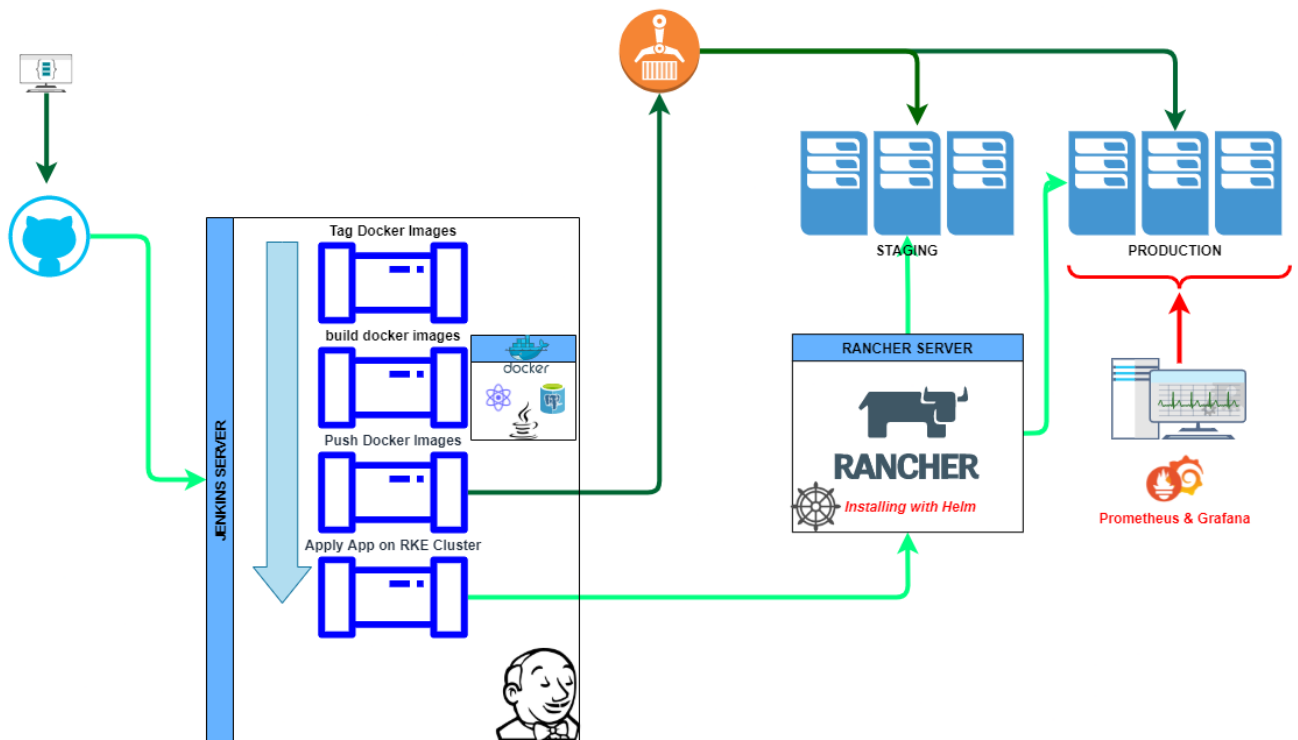 Tag Docker Images
build docker images
docker
Push Docker Images
Apply App on RKE Cluster
JENKINS SERVER
STAGING
PRODUCTION
RANCHER SERVER
RANCHER
Installing with Helm
Prometheus & Grafana